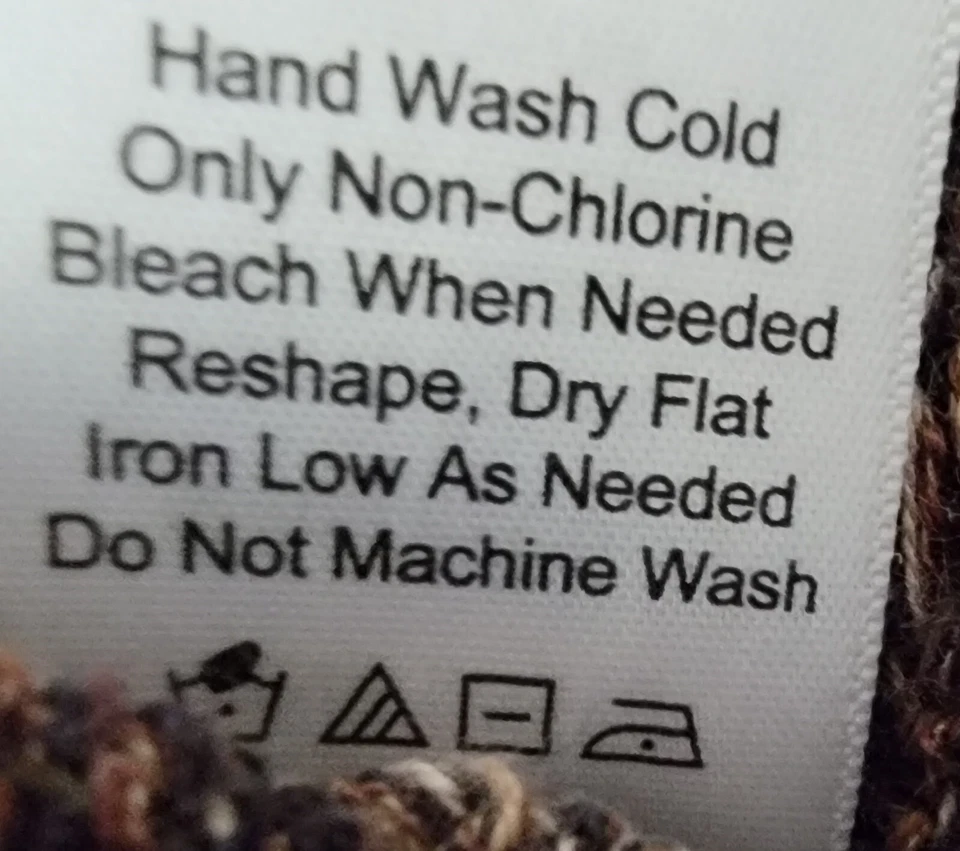 Hand Wash Cold
Only Non-Chlorine
Bleach When Needed
Reshape, Dry Flat
Iron Low As Needed
Do Not Machine Wash